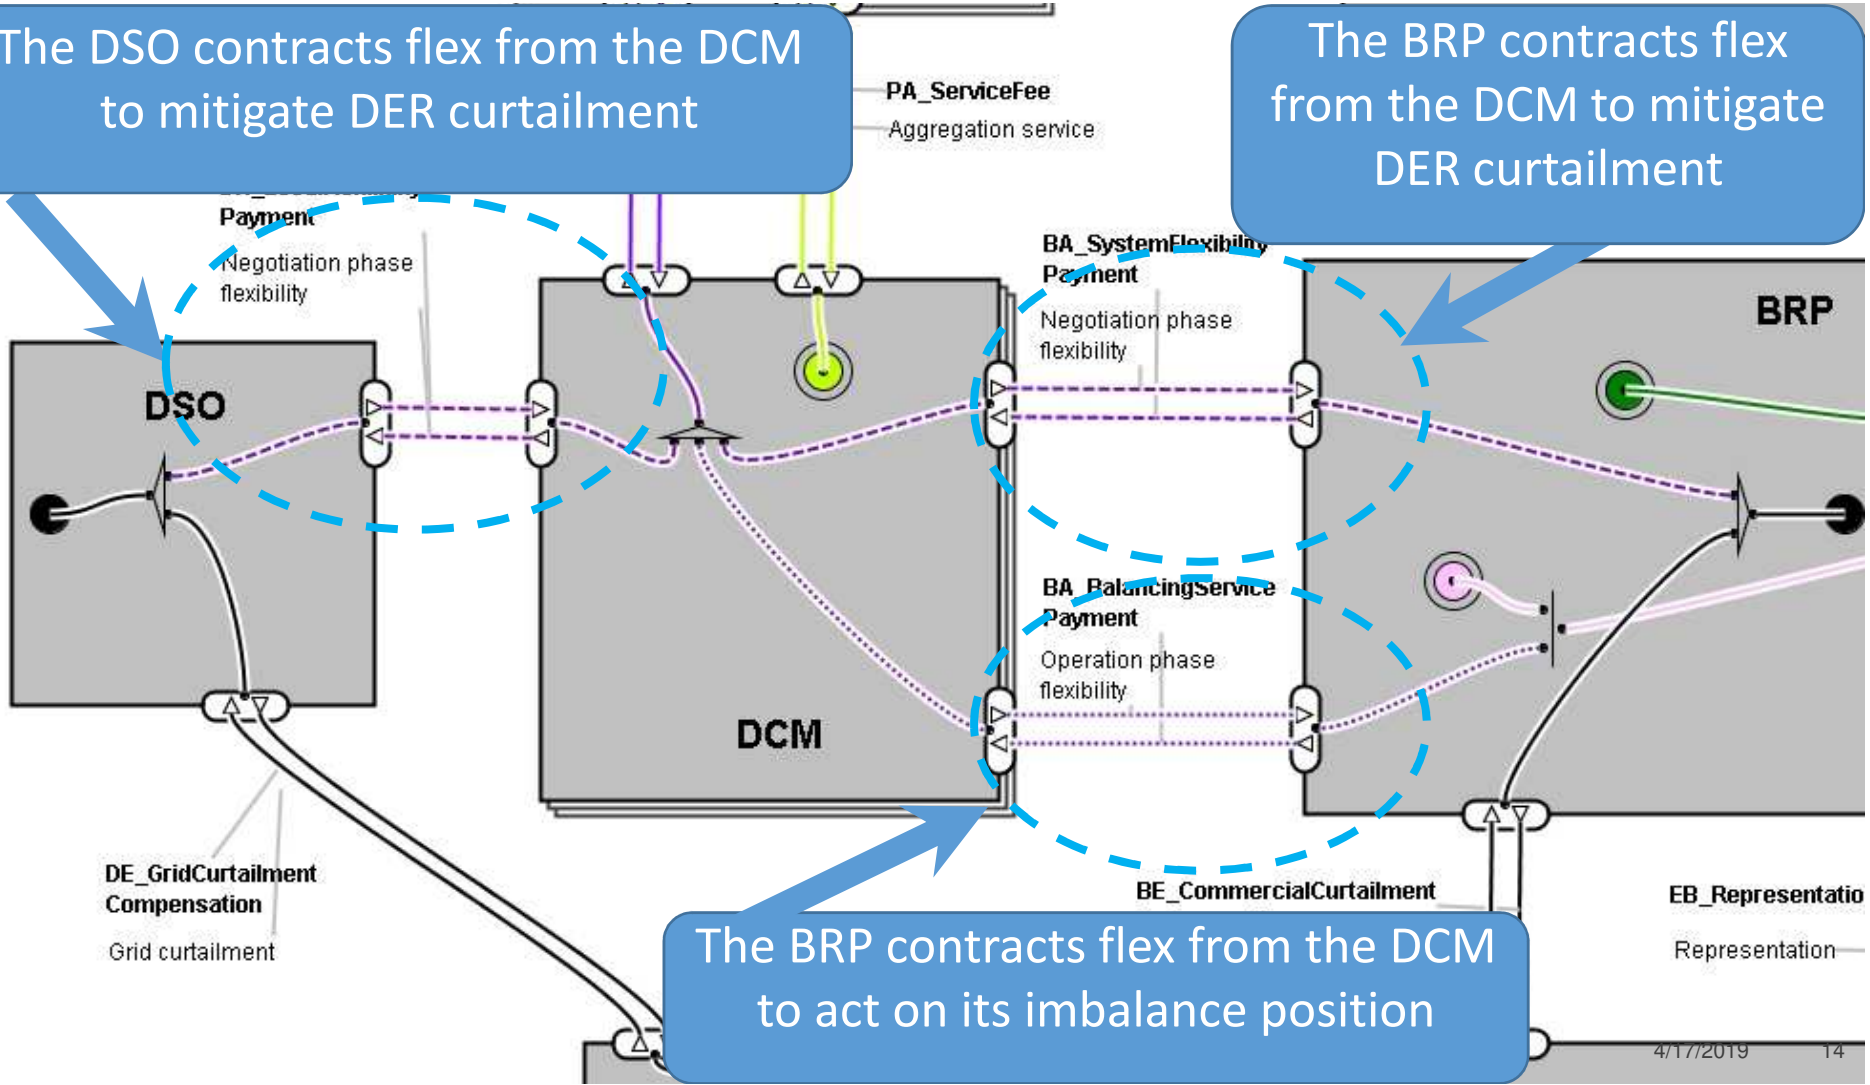 The DSO contracts flex from the DCM
to mitigate DER curtailment
The BRP contracts flex
from the DCM to mitigate
DER curtailment
PA_ServiceFee
Aggregation service
Payment
Negotiation phase
flexibility
BA_SystemFlexibility
Payment
Negotiation phase
flexibility
BRP
DSO
BA_BalancingService
Payment
Operation phase
flexibility
DCM
DE_GridCurtailment
Compensation
Grid curtailment
BE_CommercialCurtailment
EB_Representatio
Representation
The BRP contracts flex from the DCM
to act on its imbalance position
4/17/2019 14